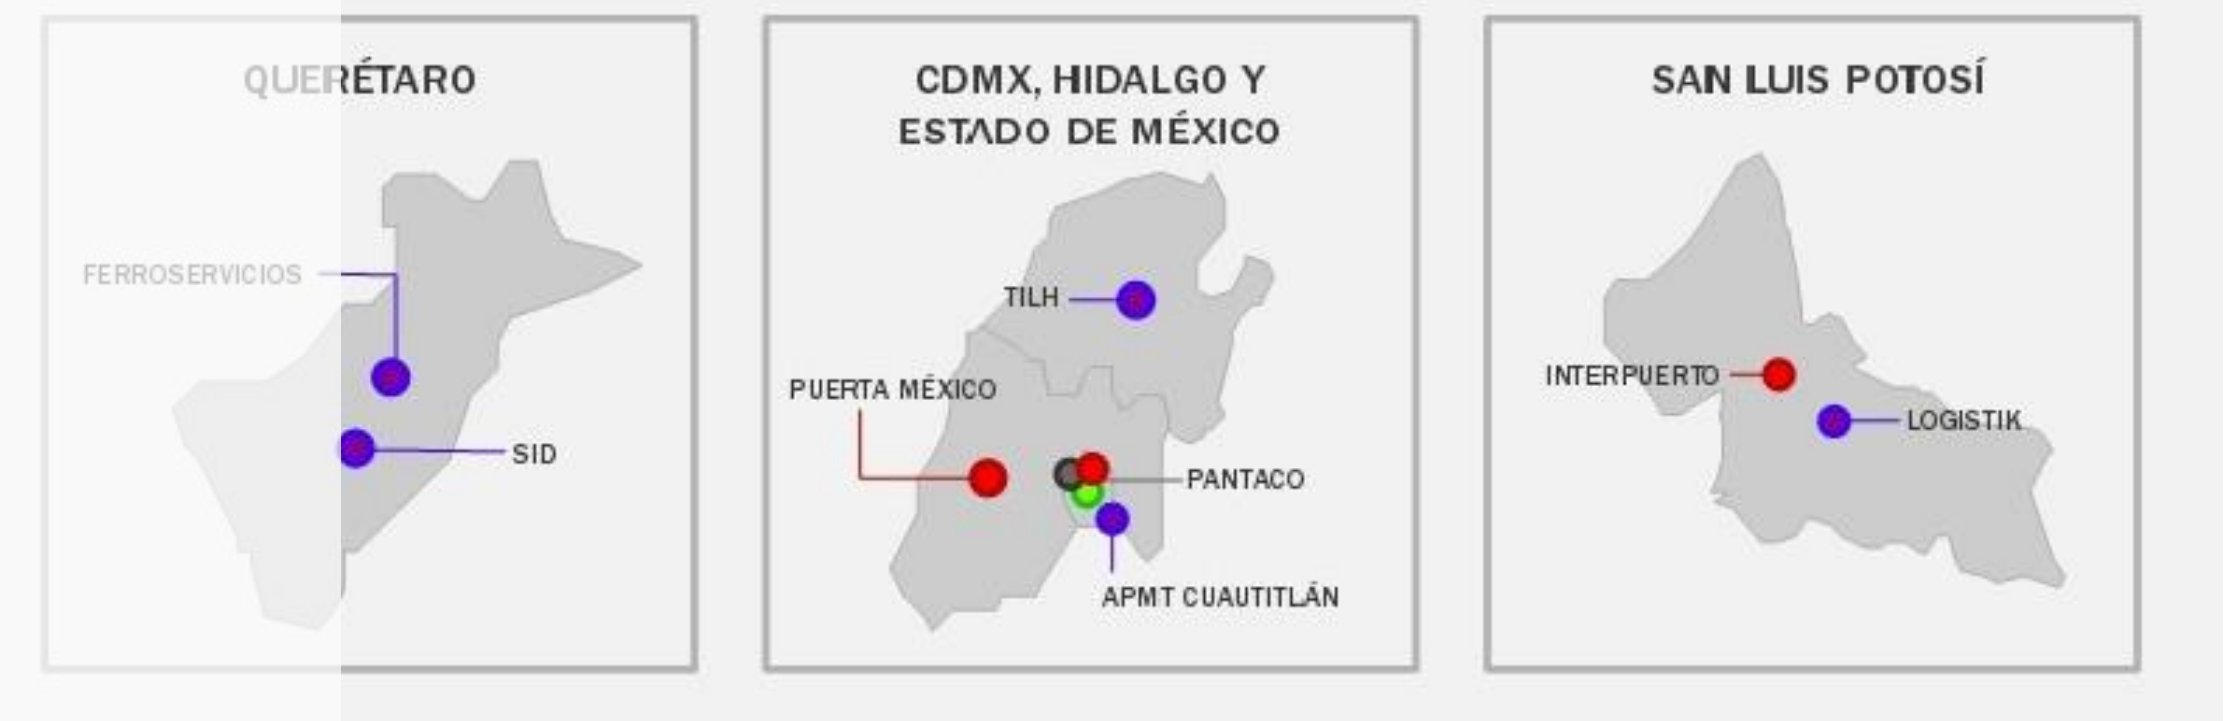 QUERÉTARO
FERROSERVICIOS
SID
CDMX, HIDALGO Y
ESTADO DE MÉXICO
TILH
PUERTA MÉXICO
PANTACO
APMT CUAUTITLÁN
SAN LUIS POTOSÍ
INTERPUERTO
LOGISTIK